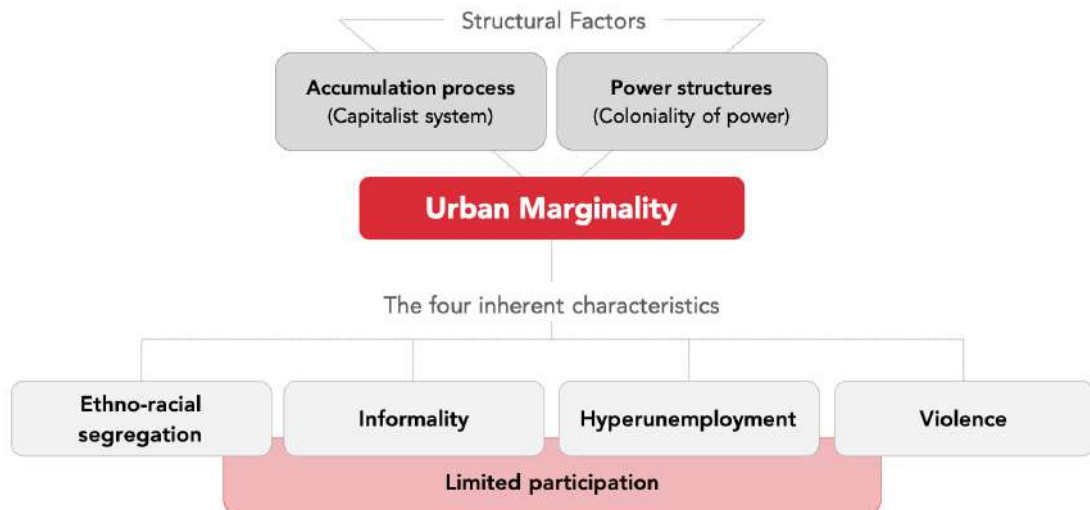 Structural Factors
Accumulation process
(Capitalist system)
Power structures
(Coloniality of power)
Urban Marginality
The four inherent characteristics
Ethno-racial
segregation
Informality
Hyperunemployment
Violence
Limited participation